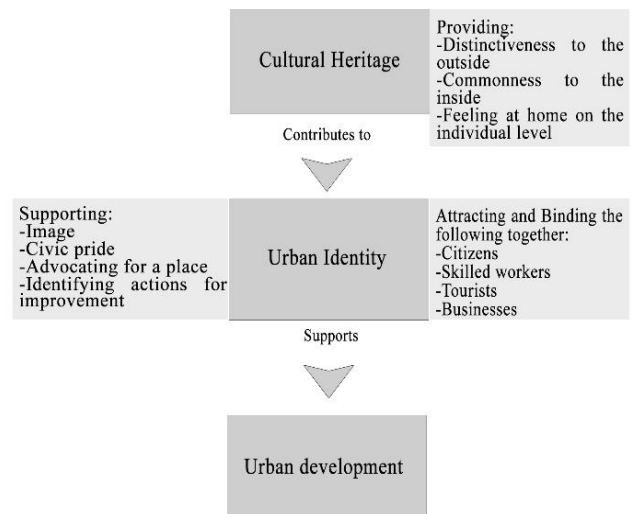 Cultural Heritage
Providing:
-Distinctiveness to the
outside
-Commonness to the
inside
-Feeling at home on the
individual level
Contributes to
Supporting:
-Image
-Civic pride
-Advocating for a place
-Identifying actions for
improvement
Urban Identity
Attracting and Binding the
following together:
-Citizens
-Skilled workers
-Tourists
-Businesses
Supports
Urban development